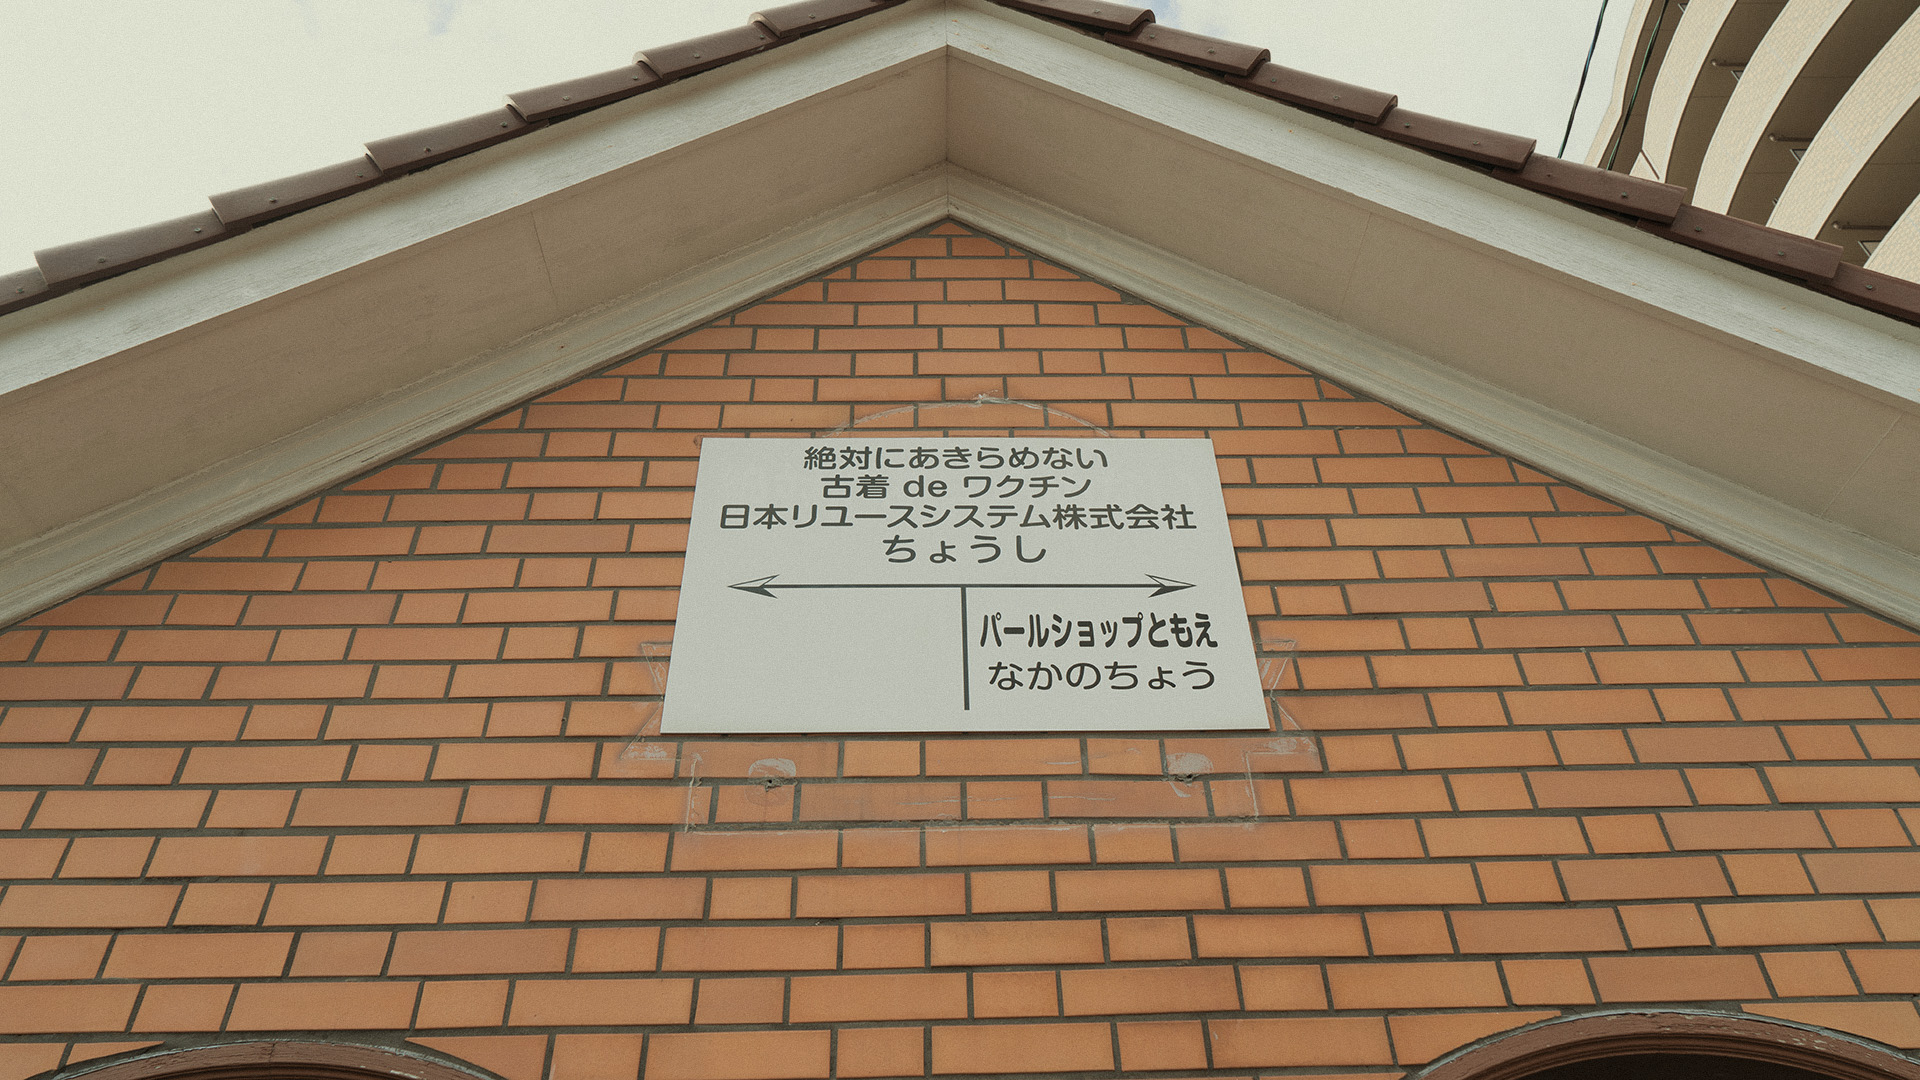 絶対にあきらめない
古着 de ワクチン
日本リユースシステム株式会社
ちょうし
パールショップともえ
なかのちょう